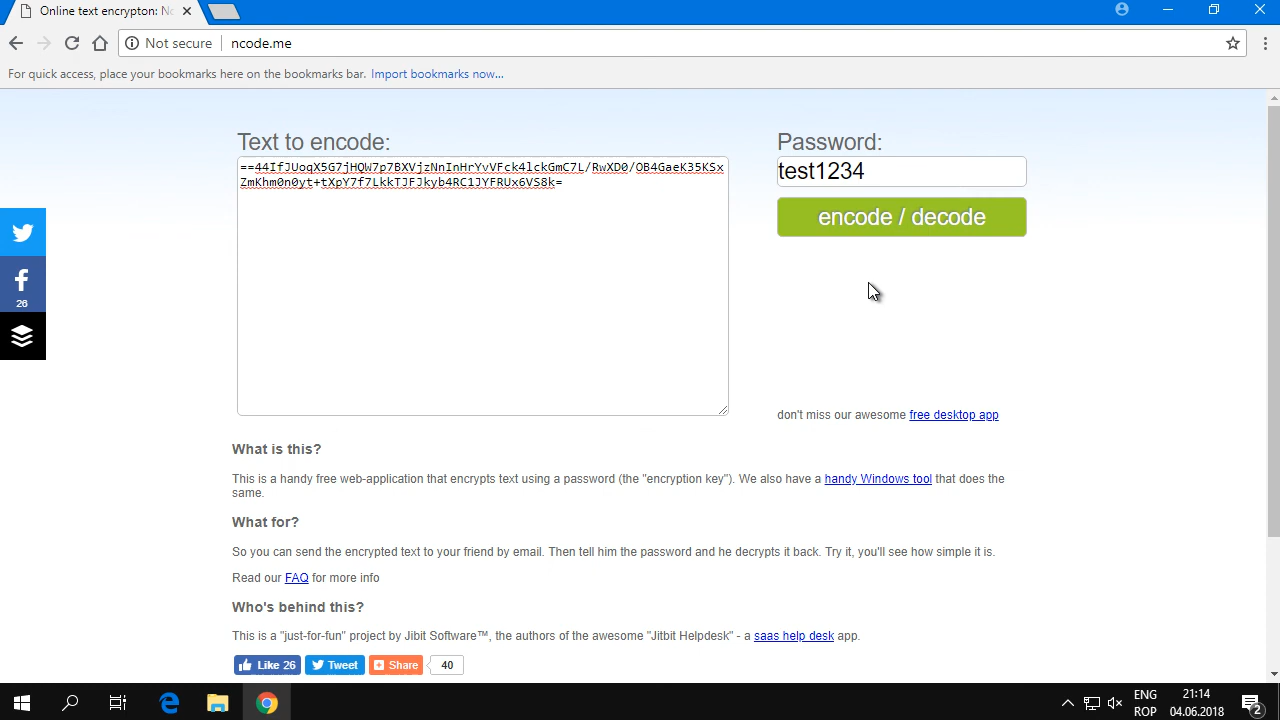 Online text encrypton: No
Not secure
ncode.me
For quick access, place your bookmarks here on the bookmarks bar. Import bookmarks now...
Text to encode:
Password:
==44IfJUoqX5G7jHQW7p7BXVjzNnInHrYvVFck4lckGmC7L/RwXD0/OB4GaeK35KSx
ZmKhm0n0yt+tXpY7f7LkkTJFJkyb4RC1JYFRUx6VS8k=
test1234
encode / decode
26
don't miss our awesome free desktop app
What is this?
This is a handy free web-application that encrypts text using a password (the "encryption key"). We also have a handy Windows tool that does the
same.
What for?
So you can send the encrypted text to your friend by email. Then tell him the password and he decrypts it back. Try it, you'll see how simple it is.
Read our FAQ for more info
Who's behind this?
This is a "just-for-fun" project by Jibit Software™, the authors of the awesome "Jitbit Helpdesk" - a saas help desk app.
Like 26
Tweet
Share
40
ENG
ROP
21:14
04.06.2018
2